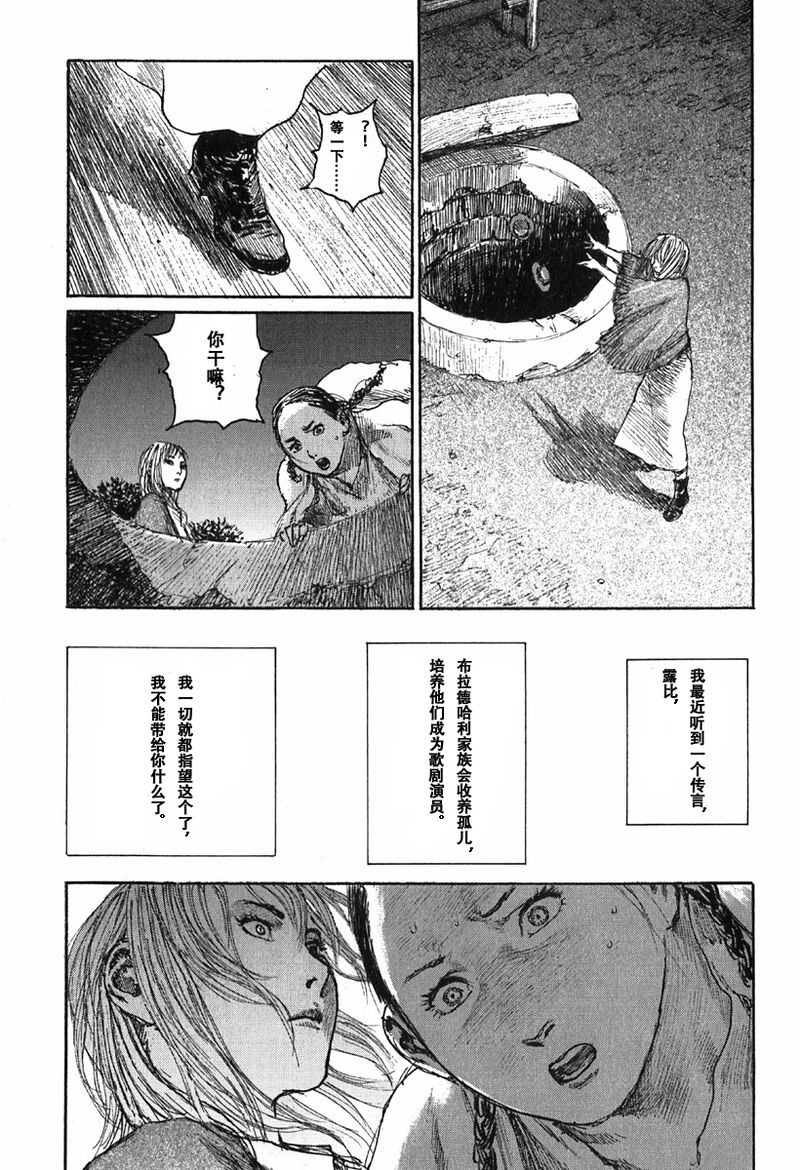 ?!
等一下……
你干嘛?
我最近听到一个传言,
露比,
布拉德哈利家族会收养孤儿,
培养他们成为歌剧演员。
我一切就都指望这个了,
我不能带给你什么了。